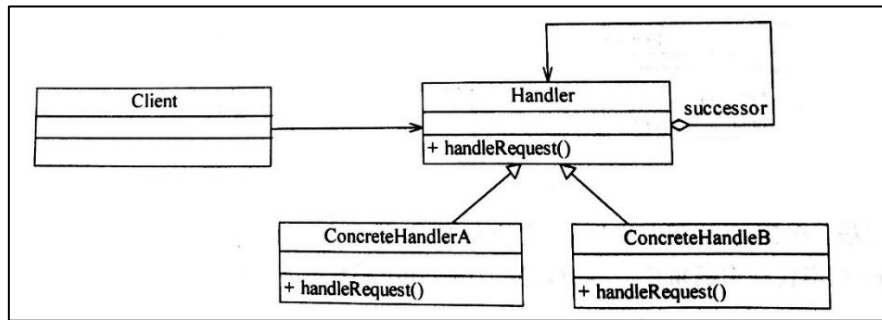 Client
Handler
successor
+ handleRequest()
ConcreteHandlerA
+ handleRequest()
ConcreteHandleB
+ handleRequest()